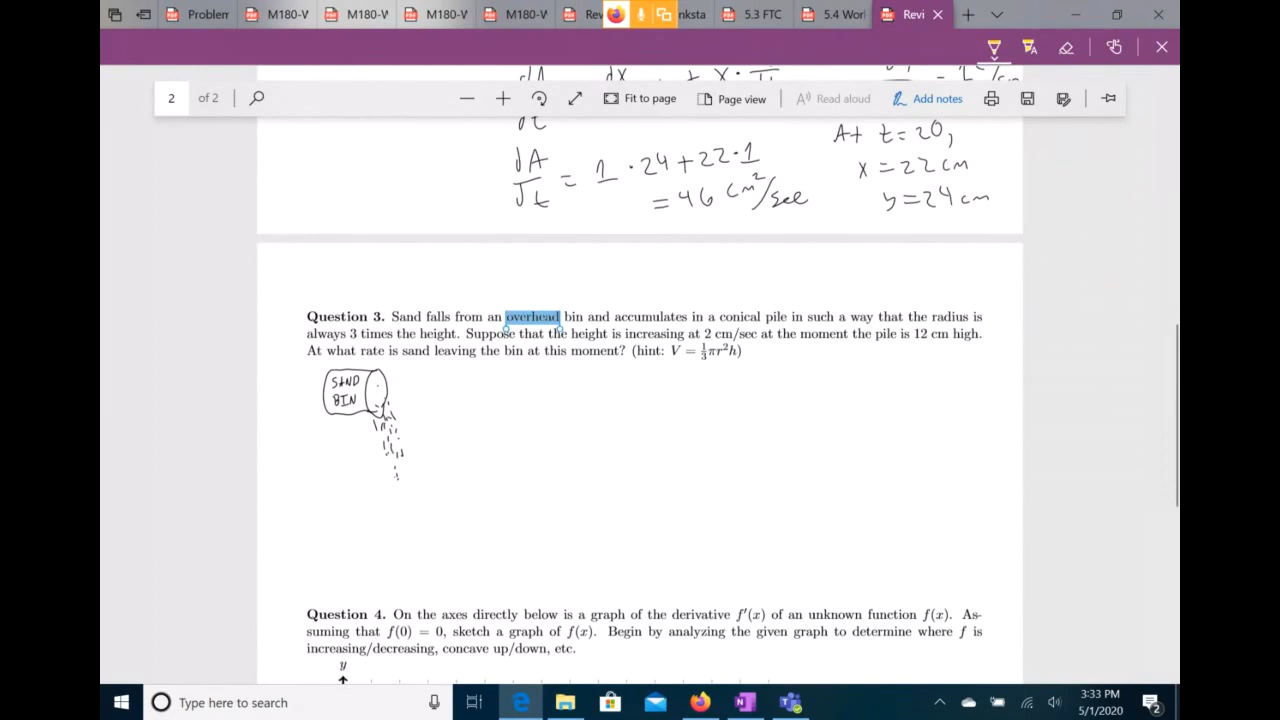 Problem M180-W M180-W M180-W M180-W Rev nksta 5.3 FTC 5.4 Worl Revi
2 of 2 Fit to page Page view Read aloud Add notes
At t=20,
dA/dt = 1 · 24 + 22 · 1
x = 22 cm
= 46 cm²/sec
y = 24 cm
Question 3. Sand falls from an overhead bin and accumulates in a conical pile in such a way that the radius is
always 3 times the height. Suppose that the height is increasing at 2 cm/sec at the moment the pile is 12 cm high.
At what rate is sand leaving the bin at this moment? (hint: V = ⅓πr²h)
SAND
BIN
Question 4. On the axes directly below is a graph of the derivative f′(x) of an unknown function f(x). As-
suming that f(0) = 0, sketch a graph of f(x). Begin by analyzing the given graph to determine where f is
increasing/decreasing, concave up/down, etc.
y
Type here to search
3:33 PM
5/1/2020
2